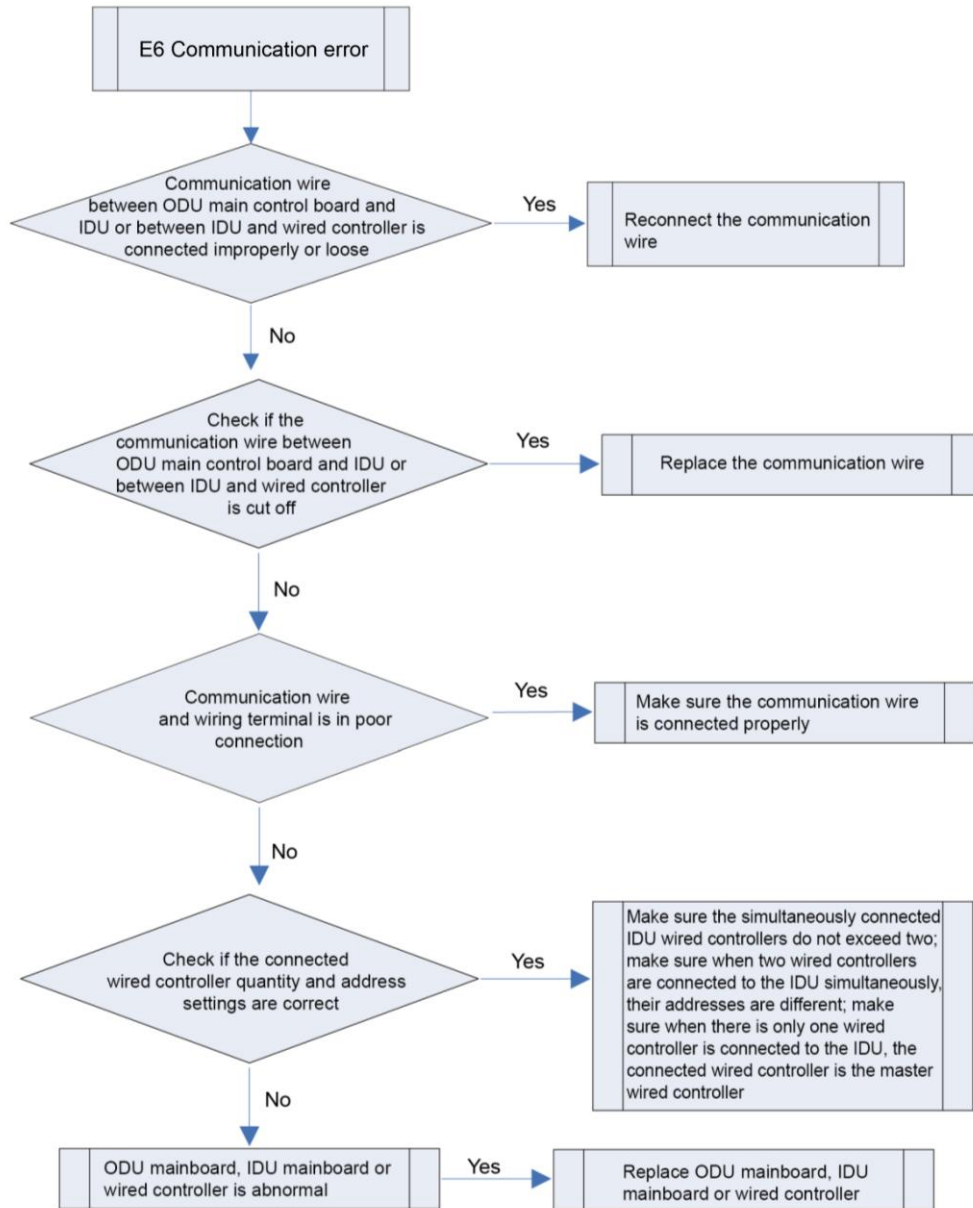 E6 Communication error
Communication wire
between ODU main control board and
IDU or between IDU and wired controller is
connected improperly or loose
Yes
Reconnect the communication
wire
No
Check if the
communication wire between
ODU main control board and IDU or
between IDU and wired controller
is cut off
Yes
Replace the communication wire
No
Communication wire
and wiring terminal is in poor
connection
Yes
Make sure the communication wire
is connected properly
No
Check if the connected
wired controller quantity and address
settings are correct
Yes
Make sure the simultaneously connected
IDU wired controllers do not exceed two;
make sure when two wired controllers
are connected to the IDU simultaneously,
their addresses are different; make
sure when there is only one wired
controller is connected to the IDU, the
connected wired controller is the master
wired controller
No
ODU mainboard, IDU mainboard or
wired controller is abnormal
Yes
Replace ODU mainboard, IDU
mainboard or wired controller